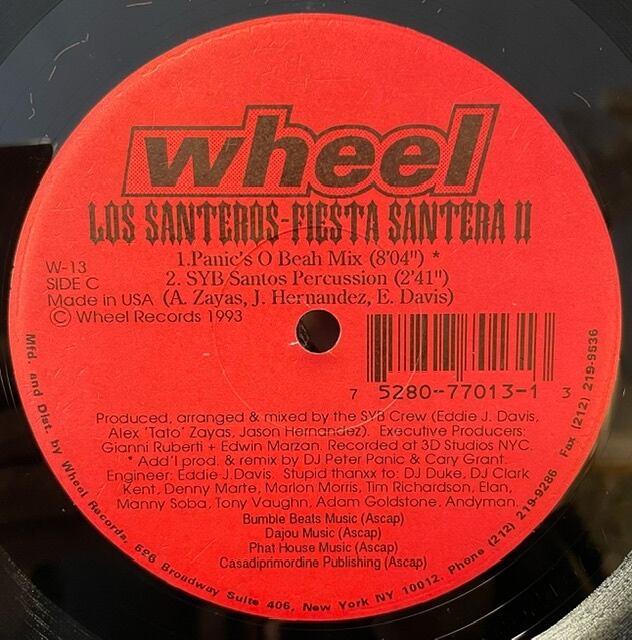 wheel
LOS SANTEROS-FIESTA SANTERA II
1.Panic's O Beah Mix (8'04") *
2. SYB Santos Percussion (2'41")
(A. Zayas, J. Hernandez, E. Davis)
W-13
SIDE C
Made in USA
© Wheel Records 1993
7 5280-77013-1 3
Produced, arranged & mixed by the SYB Crew (Eddie J. Davis,
Alex 'Tato' Zayas, Jason Hernandez). Executive Producers:
Gianni Ruberti + Edwin Marzan. Recorded at 3D Studios NYC.
* Add'l prod. & remix by DJ Peter Panic & Cary Grant.
Engineer: Eddie J.Davis. Stupid thanxx to: DJ Duke, DJ Clark
Kent, Denny Marte, Marlon Morris, Tim Richardson, Elan,
Manny Soba, Tony Vaughn, Adam Goldstone, Andyman.
Bumble Beats Music (Ascap)
Dajou Music (Ascap)
Phat House Music (Ascap)
Casadiprimordine Publishing (Ascap)
Mfd. and Dist. by Wheel Records, 626 Broadway Suite 406, New York NY 10012. Phone (212) 219-9286 Fax (212) 219-9536